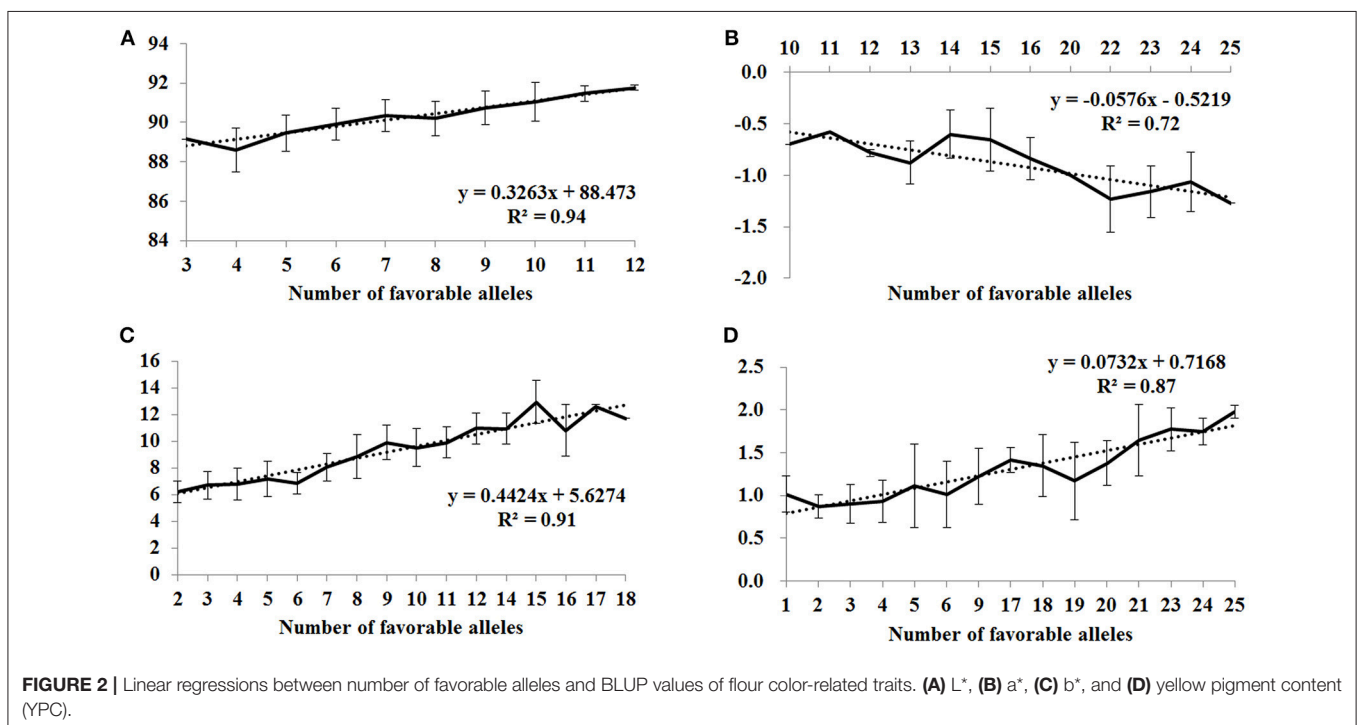 A
94
92
90
88
86
84
y = 0.3263x + 88.473
R² = 0.94
3 4 5 6 7 8 9 10 11 12
Number of favorable alleles
B
10 11 12 13 14 15 16 20 22 23 24 25
0.0
-0.5
-1.0
-1.5
-2.0
y = -0.0576x - 0.5219
R² = 0.72
Number of favorable alleles
C
16
14
12
10
8
6
4
2
0
y = 0.4424x + 5.6274
R² = 0.91
2 3 4 5 6 7 8 9 10 11 12 14 15 16 17 18
Number of favorable alleles
D
2.5
2.0
1.5
1.0
0.5
0.0
y = 0.0732x + 0.7168
R² = 0.87
1 2 3 4 5 6 9 17 18 19 20 21 23 24 25
Number of favorable alleles
FIGURE 2 | Linear regressions between number of favorable alleles and BLUP values of flour color-related traits. (A) L*, (B) a*, (C) b*, and (D) yellow pigment content
(YPC).